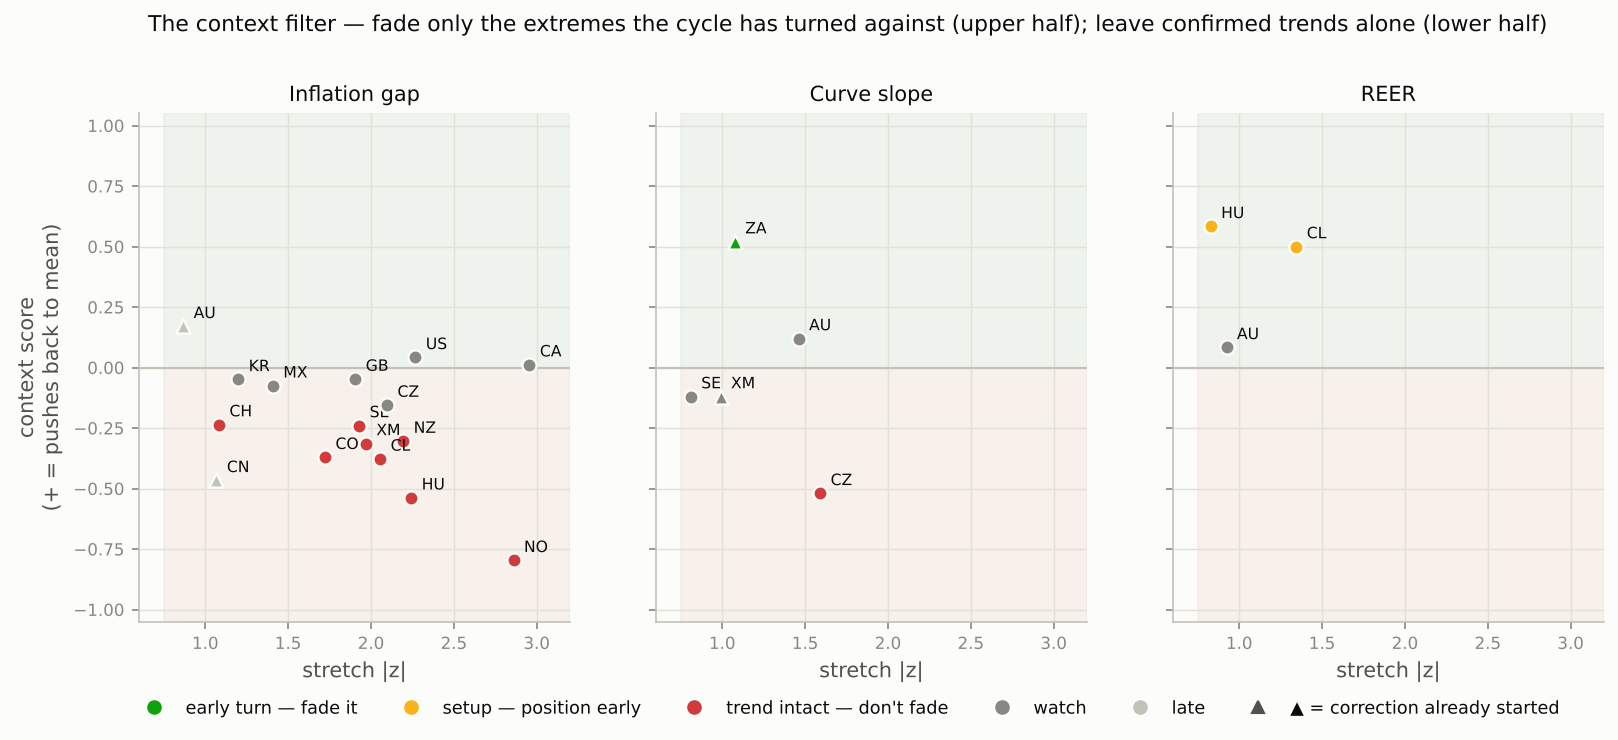 The context filter — fade only the extremes the cycle has turned against (upper half); leave confirmed trends alone (lower half)
Inflation gap
Curve slope
REER
context score
(+ = pushes back to mean)
1.00
0.75
0.50
0.25
0.00
−0.25
−0.50
−0.75
−1.00
AU
KR
MX
GB
US
CA
CZ
CH
SE
XM
NZ
CO
CL
CN
HU
NO
1.0 1.5 2.0 2.5 3.0
stretch |z|
ZA
AU
SE
XM
CZ
1.0 1.5 2.0 2.5 3.0
stretch |z|
HU
CL
AU
1.0 1.5 2.0 2.5 3.0
stretch |z|
early turn — fade it
setup — position early
trend intact — don't fade
watch
late
▲ = correction already started